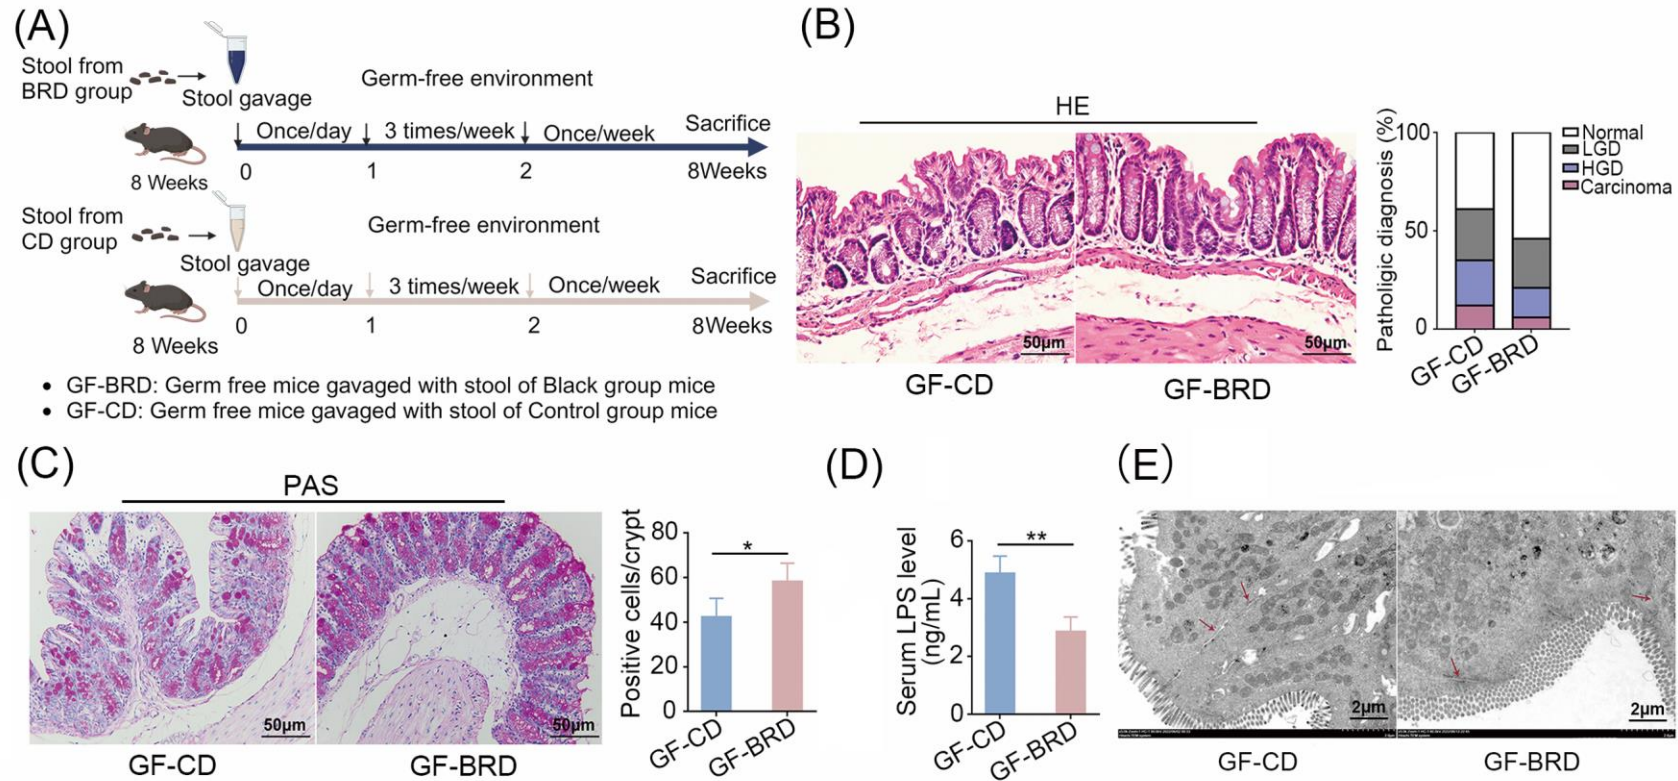 (A)
Stool from
BRD group
Stool gavage
Germ-free environment
Once/day
3 times/week
Once/week
Sacrifice
8 Weeks
0
1
2
8Weeks
Stool from
CD group
Stool gavage
Germ-free environment
Once/day
3 times/week
Once/week
Sacrifice
8 Weeks
0
1
2
8Weeks
• GF-BRD: Germ free mice gavaged with stool of Black group mice
• GF-CD: Germ free mice gavaged with stool of Control group mice
(B)
HE
50µm
50µm
GF-CD
GF-BRD
Pathologic diagnosis (%)
100
50
0
GF-CD
GF-BRD
Normal
LGD
HGD
Carcinoma
(C)
PAS
50µm
50µm
GF-CD
GF-BRD
Positive cells/crypt
80
60
40
20
0
*
GF-CD
GF-BRD
(D)
Serum LPS level
(ng/mL)
6
4
2
0
**
GF-CD
GF-BRD
(E)
2µm
2µm
GF-CD
GF-BRD